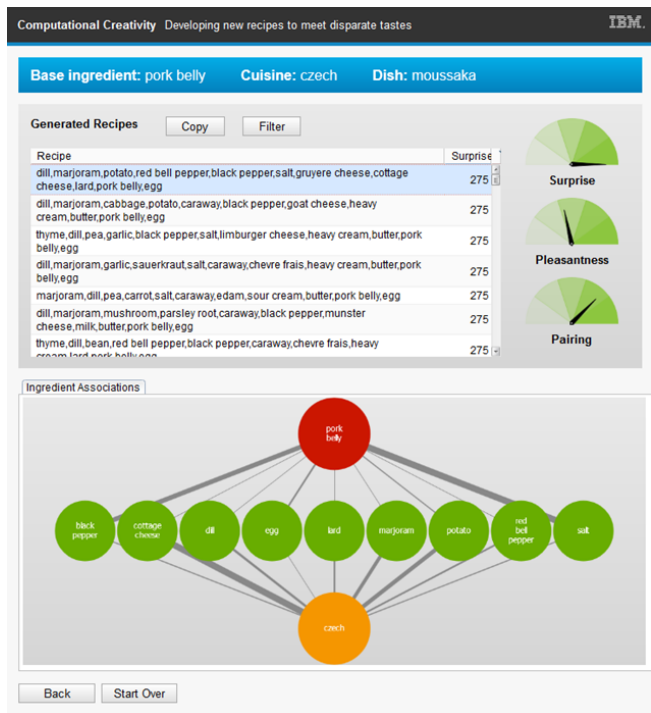 Computational Creativity Developing new recipes to meet disparate tastes
IBM.
Base ingredient: pork belly Cuisine: czech Dish: moussaka
Generated Recipes Copy Filter
Recipe Surprise
dill,marjoram,potato,red bell pepper,black pepper,salt,gruyere cheese,cottage
cheese,lard,pork belly,egg
275
dill,marjoram,cabbage,potato,caraway,black pepper,goat cheese,heavy
cream,butter,pork belly,egg
275
thyme,dill,pea,garlic,black pepper,salt,limburger cheese,heavy cream,butter,pork
belly,egg
275
dill,marjoram,garlic,sauerkraut,salt,caraway,chevre frais,heavy cream,butter,pork
belly,egg
275
marjoram,dill,pea,carrot,salt,caraway,edam,sour cream,butter,pork belly,egg 275
dill,marjoram,mushroom,parsley root,caraway,black pepper,munster
cheese,milk,butter,pork belly,egg
275
thyme,dill,bean,red bell pepper,black pepper,caraway,chevre frais,heavy
cream,lard,pork belly,egg
275
Surprise
Pleasantness
Pairing
Ingredient Associations
pork
belly
black
pepper
cottage
cheese
dill
egg
lard
marjoram
potato
red
bell
pepper
salt
czech
Back Start Over